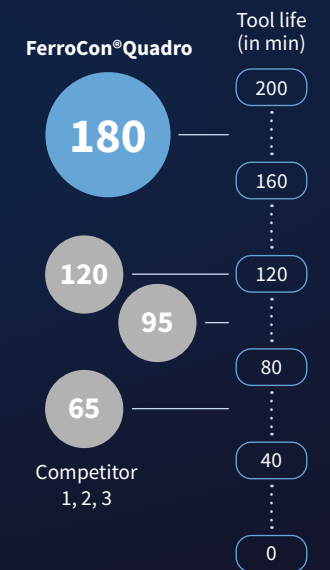 Tool life
(in min)
FerroCon®Quadro
200
180
160
120
120
95
80
65
40
Competitor
1, 2, 3
0